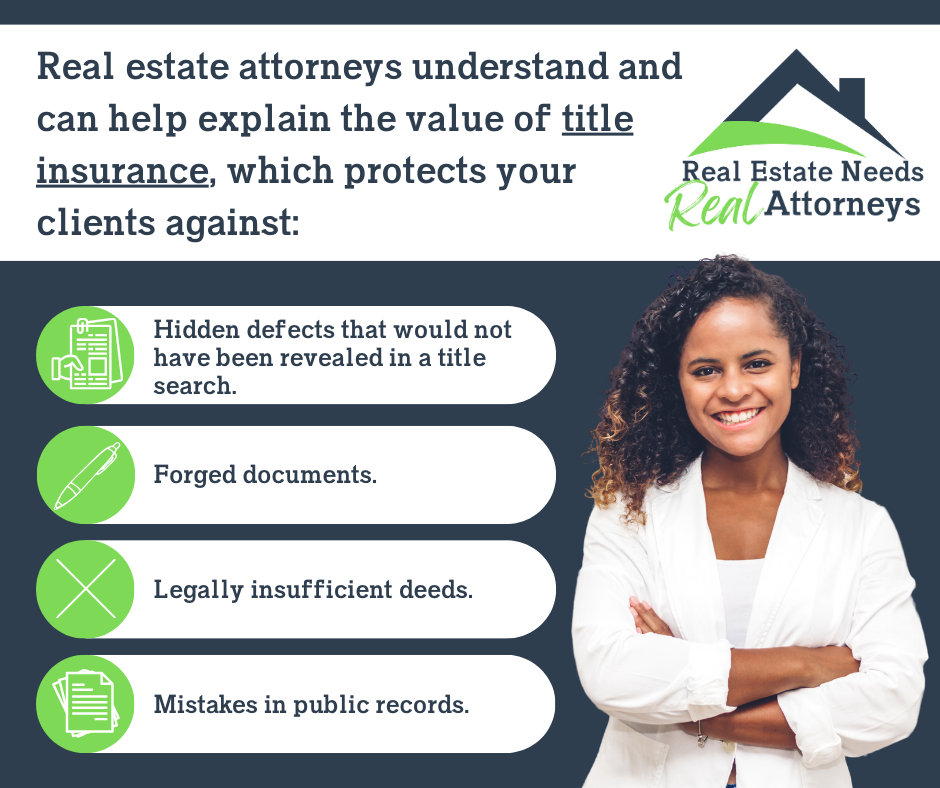 Real estate attorneys understand and
can help explain the value of title
insurance, which protects your
clients against:
Real Estate Needs
Real Attorneys
Hidden defects that would not
have been revealed in a title
search.
Forged documents.
Legally insufficient deeds.
Mistakes in public records.